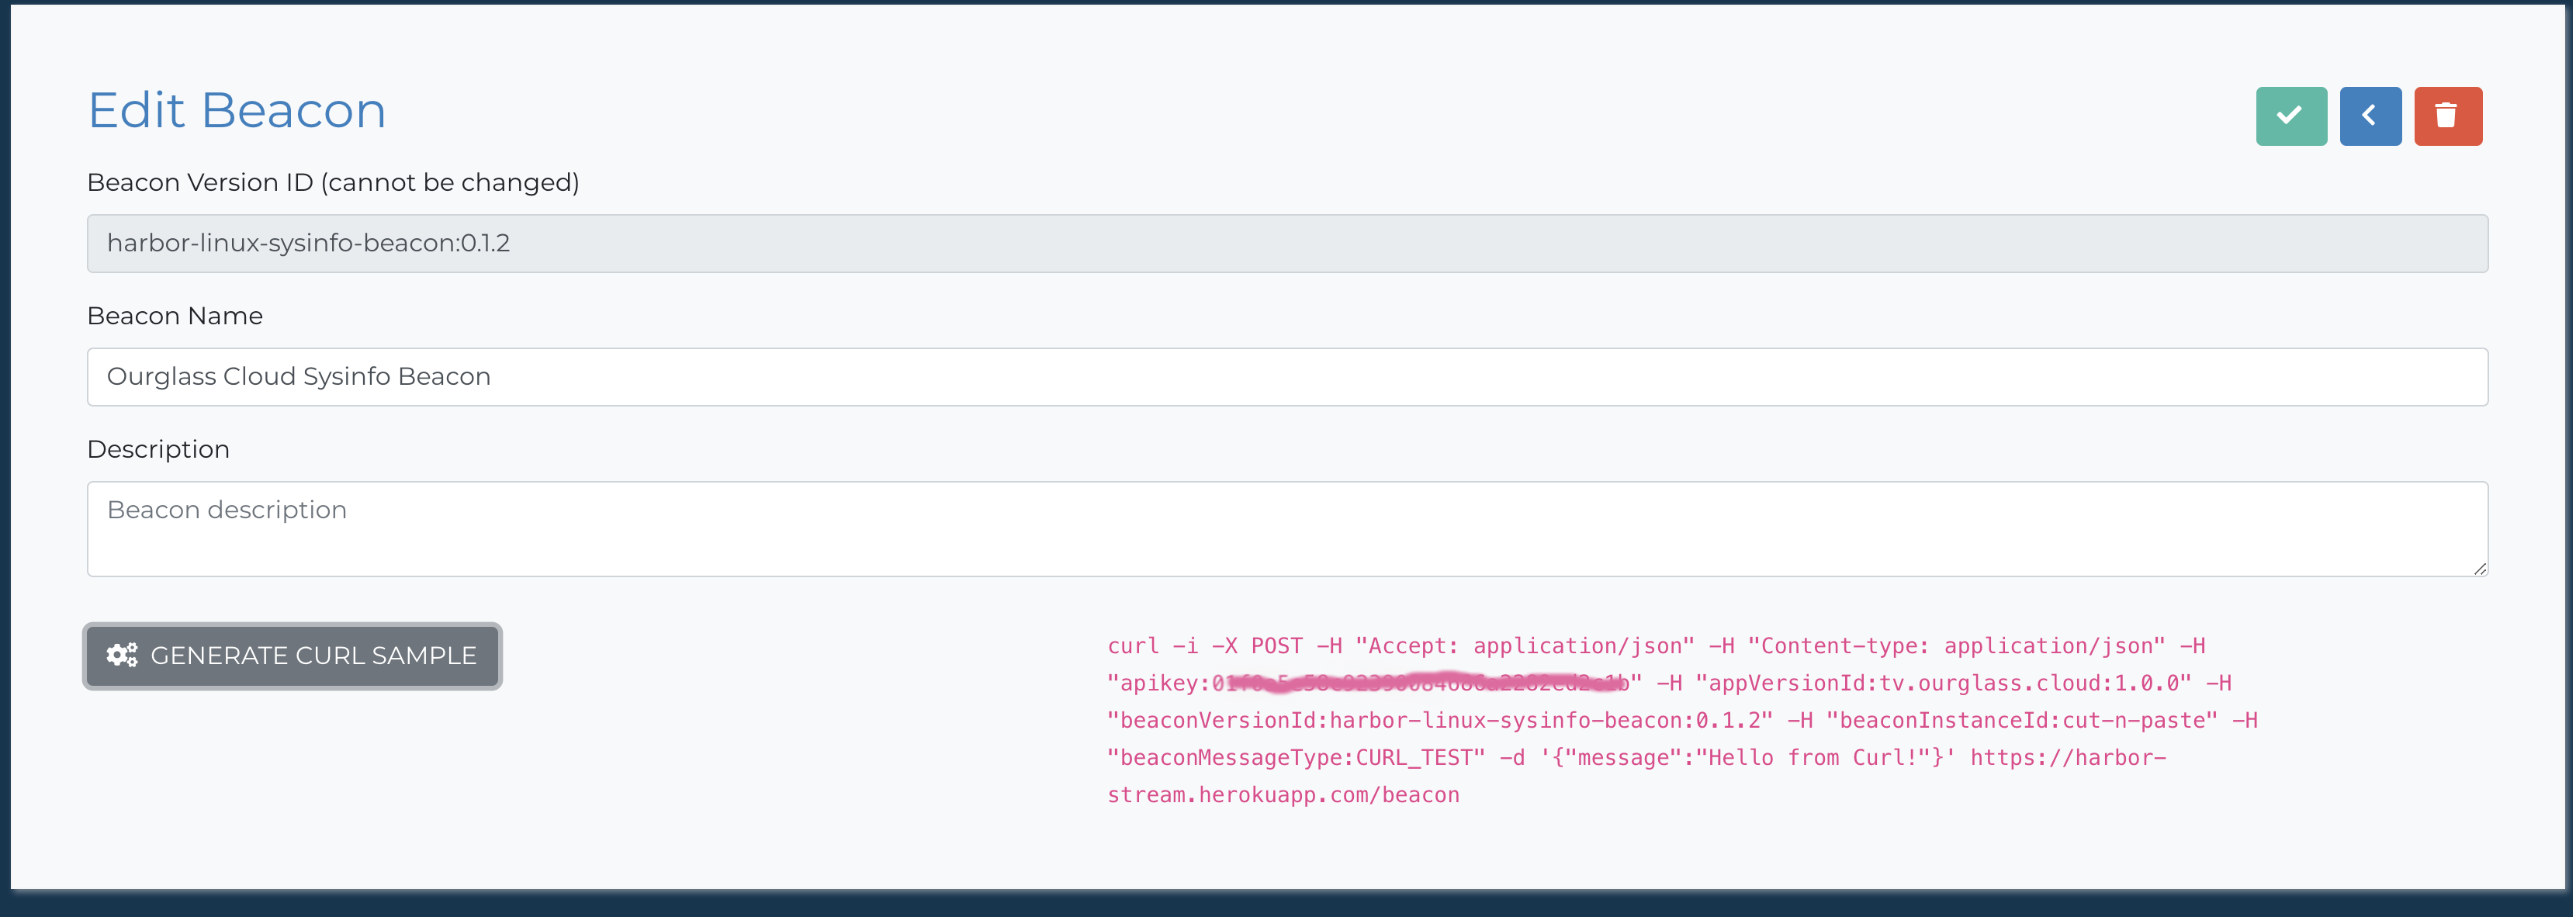 Edit Beacon
Beacon Version ID (cannot be changed)
harbor-linux-sysinfo-beacon:0.1.2
Beacon Name
Ourglass Cloud Sysinfo Beacon
Description
Beacon description
GENERATE CURL SAMPLE
curl -i -X POST -H "Accept: application/json" -H "Content-type: application/json" -H
"apikey:" -H "appVersionId:tv.ourglass.cloud:1.0.0" -H
"beaconVersionId:harbor-linux-sysinfo-beacon:0.1.2" -H "beaconInstanceId:cut-n-paste" -H
"beaconMessageType:CURL_TEST" -d '{"message":"Hello from Curl!"}' https://harbor-
stream.herokuapp.com/beacon